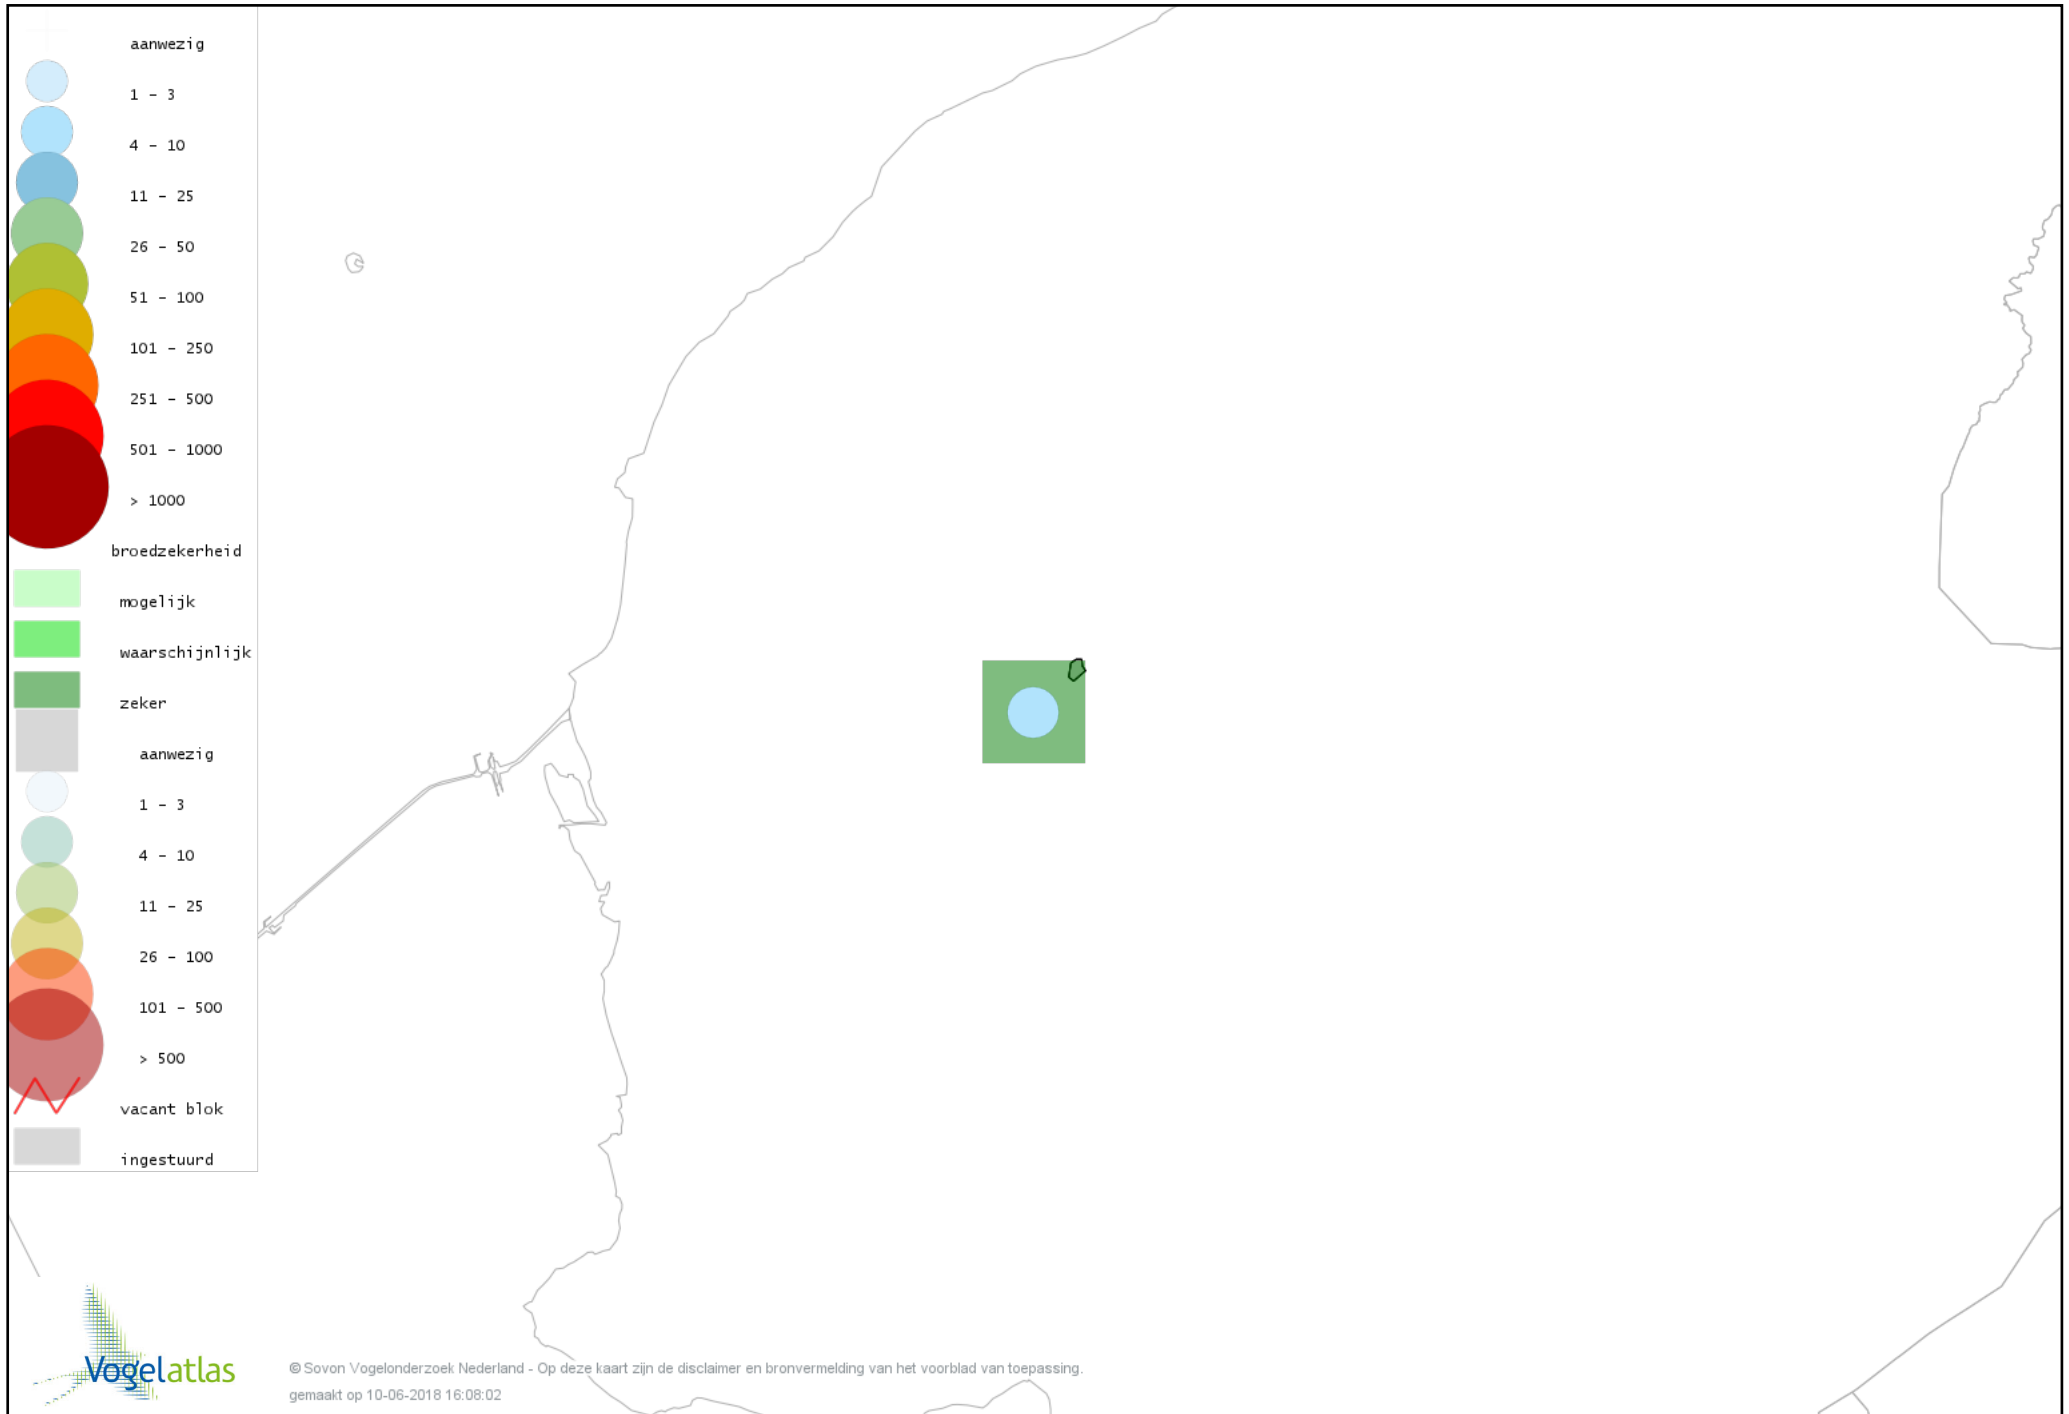 aanwezig
1 - 3
4 - 10
11 - 25
26 - 50
51 - 100
101 - 250
251 - 500
501 - 1000
> 1000
broedzekerheid
mogelijk
waarschijnlijk
zeker
aanwezig
1 - 3
4 - 10
11 - 25
26 - 100
101 - 500
> 500
vacant blok
ingestuurd
Vogelatlas
© Sovon Vogelonderzoek Nederland - Op deze kaart zijn de disclaimer en bronvermelding van het voorblad van toepassing.
gemaakt op 10-06-2018 16:08:02